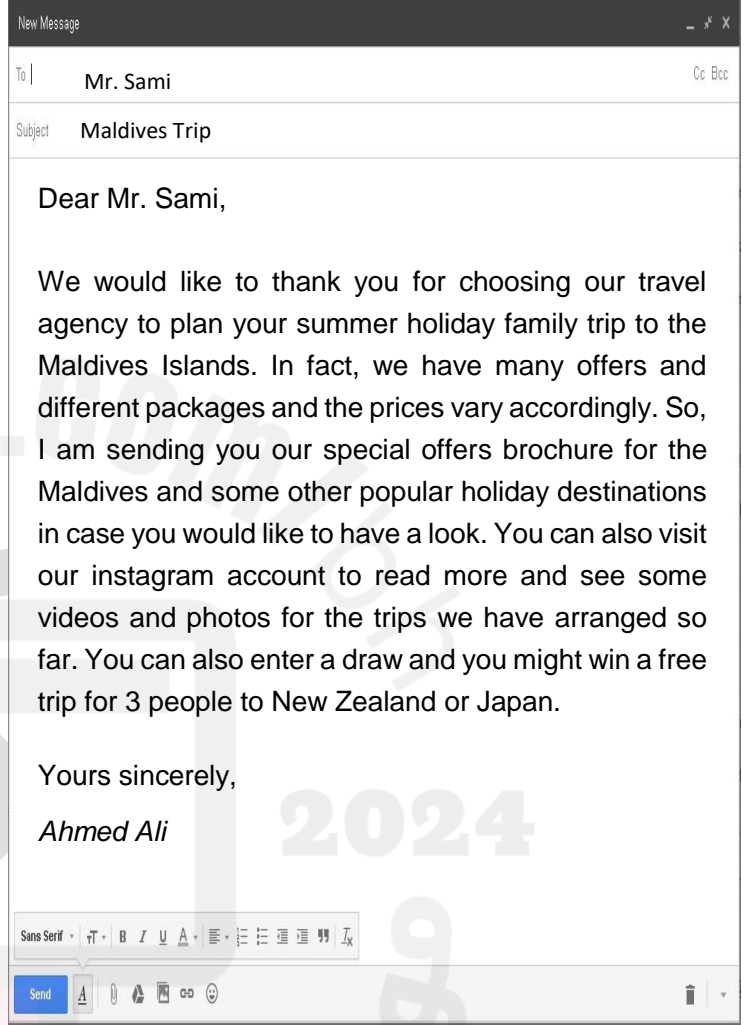 New Message
To
Mr. Sami
Cc Bcc
Subject
Maldives Trip
Dear Mr. Sami,
We would like to thank you for choosing our travel
agency to plan your summer holiday family trip to the
Maldives Islands. In fact, we have many offers and
different packages and the prices vary accordingly. So,
I am sending you our special offers brochure for the
Maldives and some other popular holiday destinations
in case you would like to have a look. You can also visit
our instagram account to read more and see some
videos and photos for the trips we have arranged so
far. You can also enter a draw and you might win a free
trip for 3 people to New Zealand or Japan.
Yours sincerely,
Ahmed Ali
.com/bh
2024
Sans Serif
Send